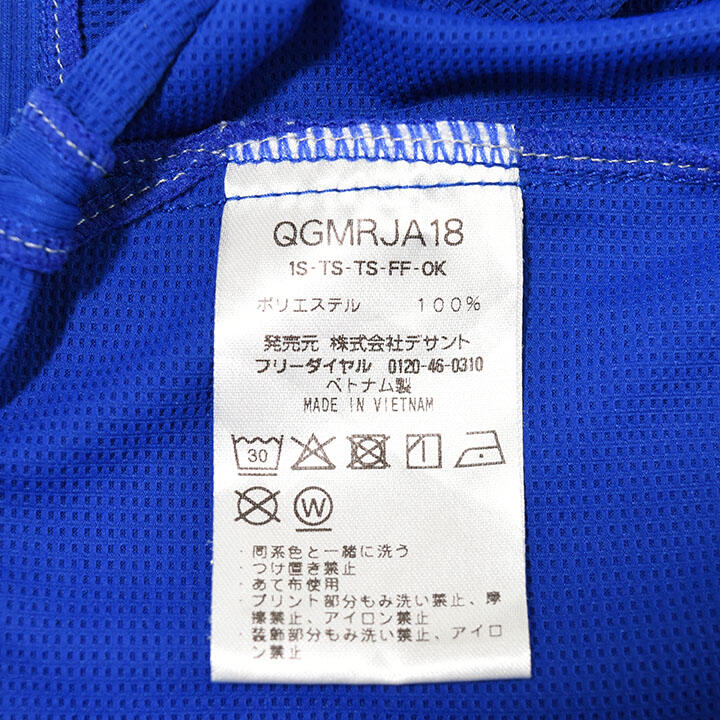 QGMRJA18
1S-TS-TS-FF-OK
ポリエステル 100%
発売元 株式会社デサント
フリーダイヤル 0120-46-0310
ベトナム製
MADE IN VIETNAM
30
W
・同系色と一緒に洗う
・つけ置き禁止
・あて布使用
・プリント部分もみ洗い禁止、摩
擦禁止、アイロン禁止
・装飾部分もみ洗い禁止、アイロ
ン禁止